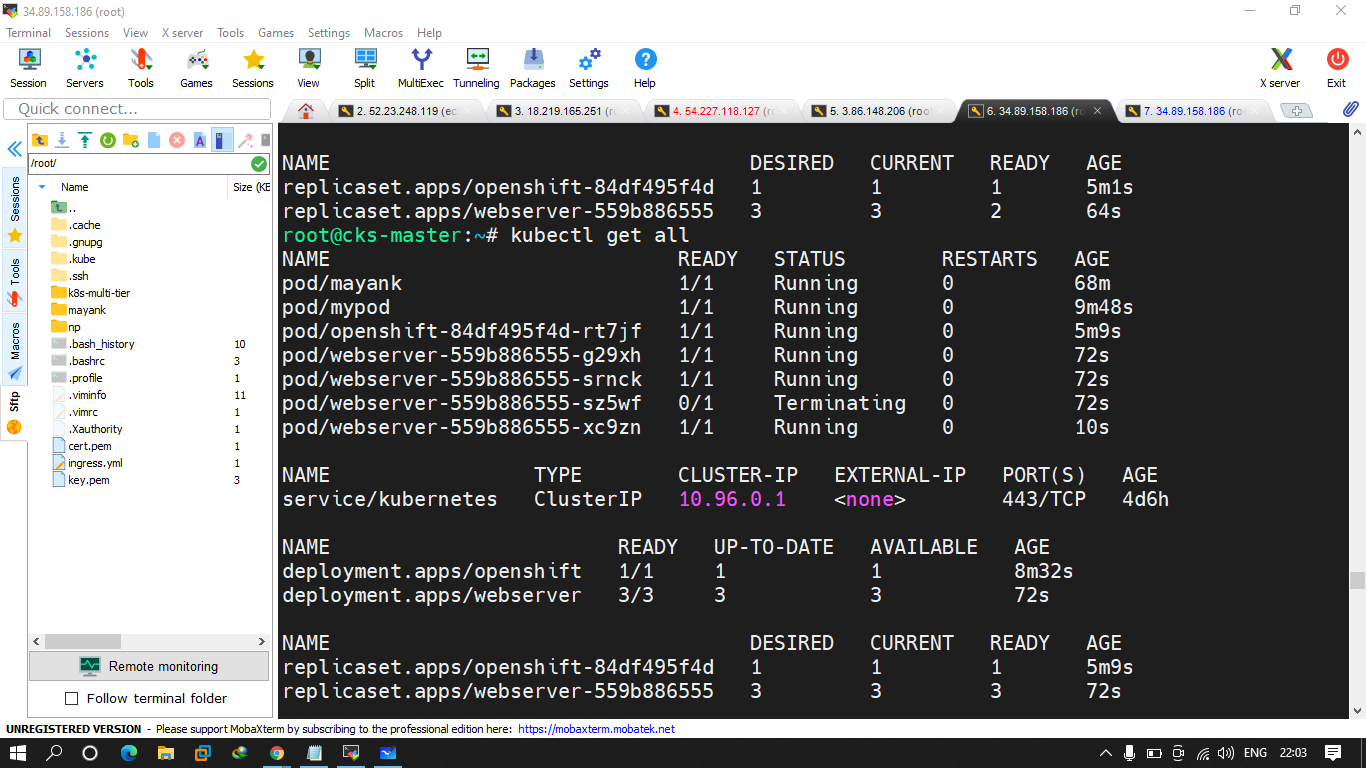 34.89.158.186 (root)
Terminal Sessions View X server Tools Games Settings Macros Help
Session Servers Tools Games Sessions View Split MultiExec Tunneling Packages Settings Help X server Exit
Quick connect...
2. 52.23.248.119 (ec 3. 18.219.165.251 (ro 4. 54.227.118.127 (ro 5. 3.86.148.206 (root 6. 34.89.158.186 (ro 7. 34.89.158.186 (ro
Sessions
Tools
Macros
Sftp
/root/
Name Size (KB
..
.cache
.gnupg
.kube
.ssh
k8s-multi-tier
mayank
np
.bash_history 10
.bashrc 3
.profile 1
.viminfo 11
.vimrc 1
.Xauthority 1
cert.pem 1
ingress.yml 1
key.pem 3
Remote monitoring
Follow terminal folder
NAME DESIRED CURRENT READY AGE
replicaset.apps/openshift-84df495f4d 1 1 1 5m1s
replicaset.apps/webserver-559b886555 3 3 2 64s
root@cks-master:~# kubectl get all
NAME READY STATUS RESTARTS AGE
pod/mayank 1/1 Running 0 68m
pod/mypod 1/1 Running 0 9m48s
pod/openshift-84df495f4d-rt7jf 1/1 Running 0 5m9s
pod/webserver-559b886555-g29xh 1/1 Running 0 72s
pod/webserver-559b886555-srnck 1/1 Running 0 72s
pod/webserver-559b886555-sz5wf 0/1 Terminating 0 72s
pod/webserver-559b886555-xc9zn 1/1 Running 0 10s
NAME TYPE CLUSTER-IP EXTERNAL-IP PORT(S) AGE
service/kubernetes ClusterIP 10.96.0.1 <none> 443/TCP 4d6h
NAME READY UP-TO-DATE AVAILABLE AGE
deployment.apps/openshift 1/1 1 1 8m32s
deployment.apps/webserver 3/3 3 3 72s
NAME DESIRED CURRENT READY AGE
replicaset.apps/openshift-84df495f4d 1 1 1 5m9s
replicaset.apps/webserver-559b886555 3 3 3 72s
UNREGISTERED VERSION - Please support MobaXterm by subscribing to the professional edition here: https://mobaxterm.mobatek.net
ENG 22:03